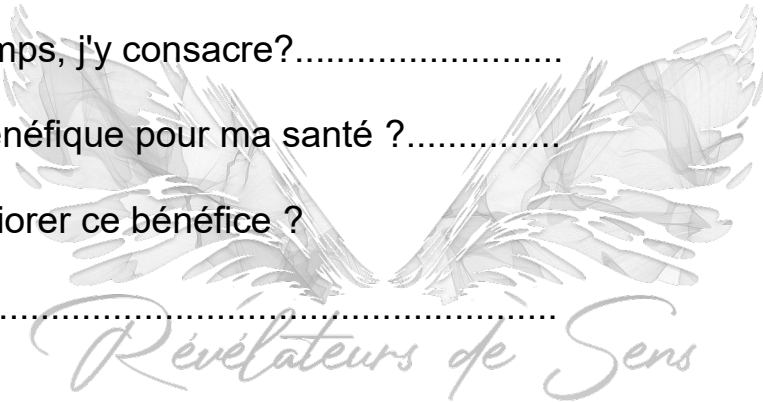 mps, j'y consacre?..........................
énéfique pour ma santé ?...............
iorer ce bénéfice ?
......................................................
Révélateurs de Sens